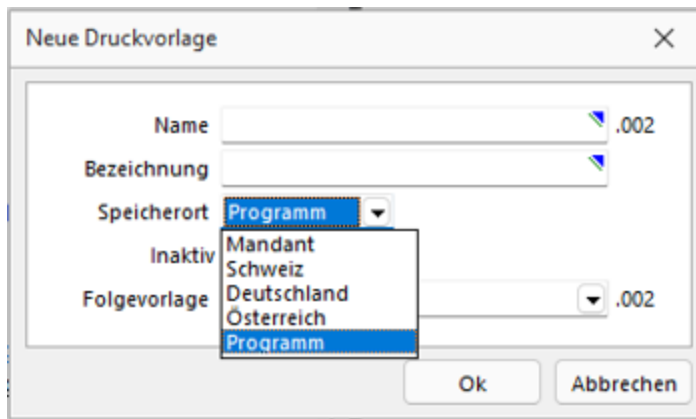 Neue Druckvorlage
Name .002
Bezeichnung
Speicherort Programm
Inaktiv Mandant
Schweiz
Folgevorlage Deutschland .002
Österreich
Programm
Ok Abbrechen